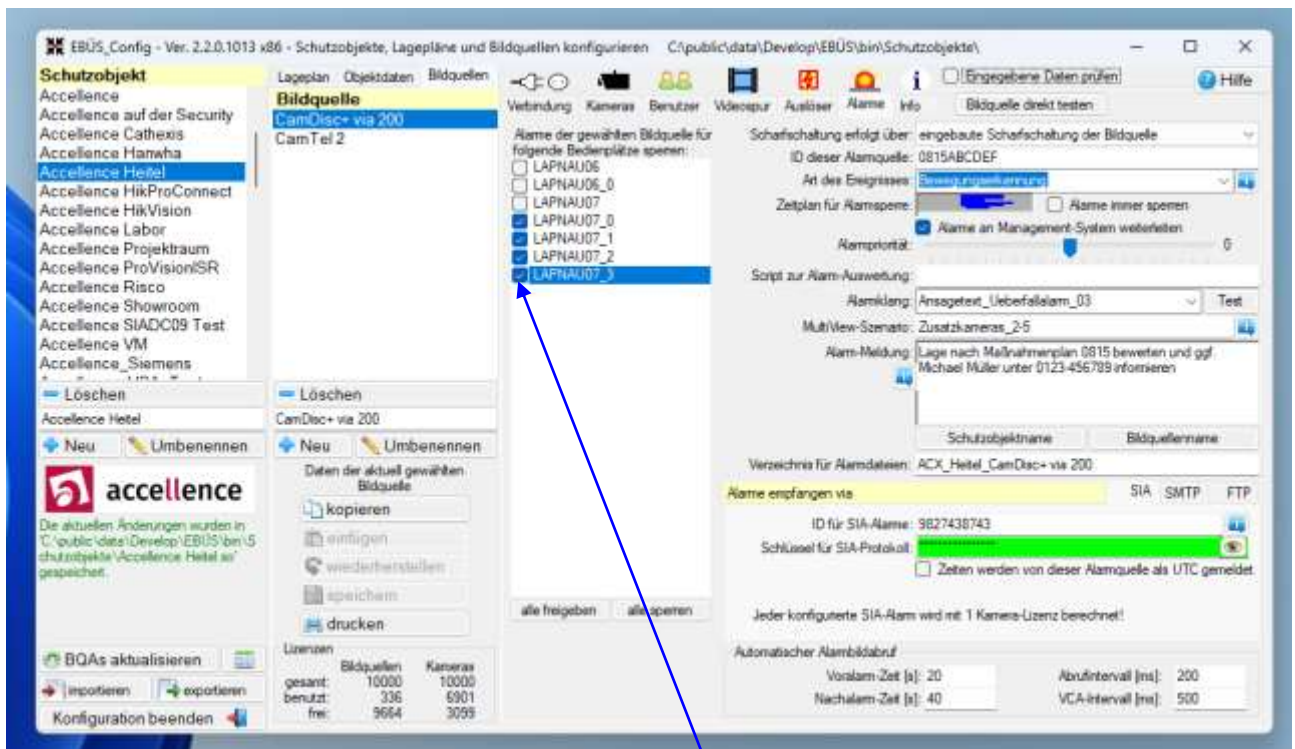 EBÜS_Config - Ver. 2.2.0.1013 x86 - Schutzobjekte, Lagepläne und Bildquellen konfigurieren C:\public\data\Develop\EBÜS\bin\Schutzobjekte\
Schutzobjekt
Accellence
Accellence auf der Security
Accellence Cathexis
Accellence Hanwha
Accellence Heitel
Accellence HikProConnect
Accellence HikVision
Accellence Labor
Accellence Projektraum
Accellence ProVisionISR
Accellence Risco
Accellence Showroom
Accellence SIADC09 Test
Accellence VM
Accellence_Siemens
Löschen
Accellence Heitel
Neu Umbenennen
accellence
Die aktuellen Änderungen wurden in
'C:\public\data\Develop\EBÜS\bin\S
chutzobjekte\Accellence Heitel.so'
gespeichert.
BQAs aktualisieren
importieren exportieren
Konfiguration beenden
Lageplan Objektdaten Bildquellen
Bildquelle
CamDisc+ via 200
CamTel 2
Löschen
CamDisc+ via 200
Neu Umbenennen
Daten der aktuell gewählten
Bildquelle
kopieren
einfügen
wiederherstellen
speichern
drucken
Lizenzen
Bildquellen Kameras
gesamt: 10000 10000
benutzt: 336 6901
frei: 9664 3099
Verbindung Kameras Benutzer Videospur Auslöser Alarme Info
Eingegebene Daten prüfen
Hilfe
Bildquelle direkt testen
Alarme der gewählten Bildquelle für
folgende Bedienplätze sperren:
LAPNAU06
LAPNAU06_0
LAPNAU07
LAPNAU07_0
LAPNAU07_1
LAPNAU07_2
LAPNAU07_3
alle freigeben alle sperren
Scharfschaltung erfolgt über: eingebaute Scharfschaltung der Bildquelle
ID dieser Alarmquelle: 0815ABCDEF
Art des Ereignisses: Bewegungserkennung
Zeitplan für Alarmsperre: Alarme immer sperren
Alarme an Management-System weiterleiten
Alarmpriorität: 0
Script zur Alarm-Auswertung:
Alarmklang: Ansagetext_Ueberfallalarm_03 Test
MultiView-Szenario: Zusatzkameras_2-5
Alarm-Meldung: Lage nach Maßnahmenplan 0815 bewerten und ggf.
Michael Müller unter 0123-456789 informieren
Schutzobjektname Bildquellenname
Verzeichnis für Alarmdateien: ACX_Heitel_CamDisc+ via 200
Alarme empfangen via SIA SMTP FTP
ID für SIA-Alarme: 9827438743
Schlüssel für SIA-Protokoll:
Zeiten werden von dieser Alarmquelle als UTC gemeldet
Jeder konfigurierte SIA-Alarm wird mit 1 Kamera-Lizenz berechnet!
Automatischer Alarmbildabruf
Voralarm-Zeit [s]: 20 Abrufintervall [ms]: 200
Nachalarm-Zeit [s]: 40 VCA-Intervall [ms]: 500